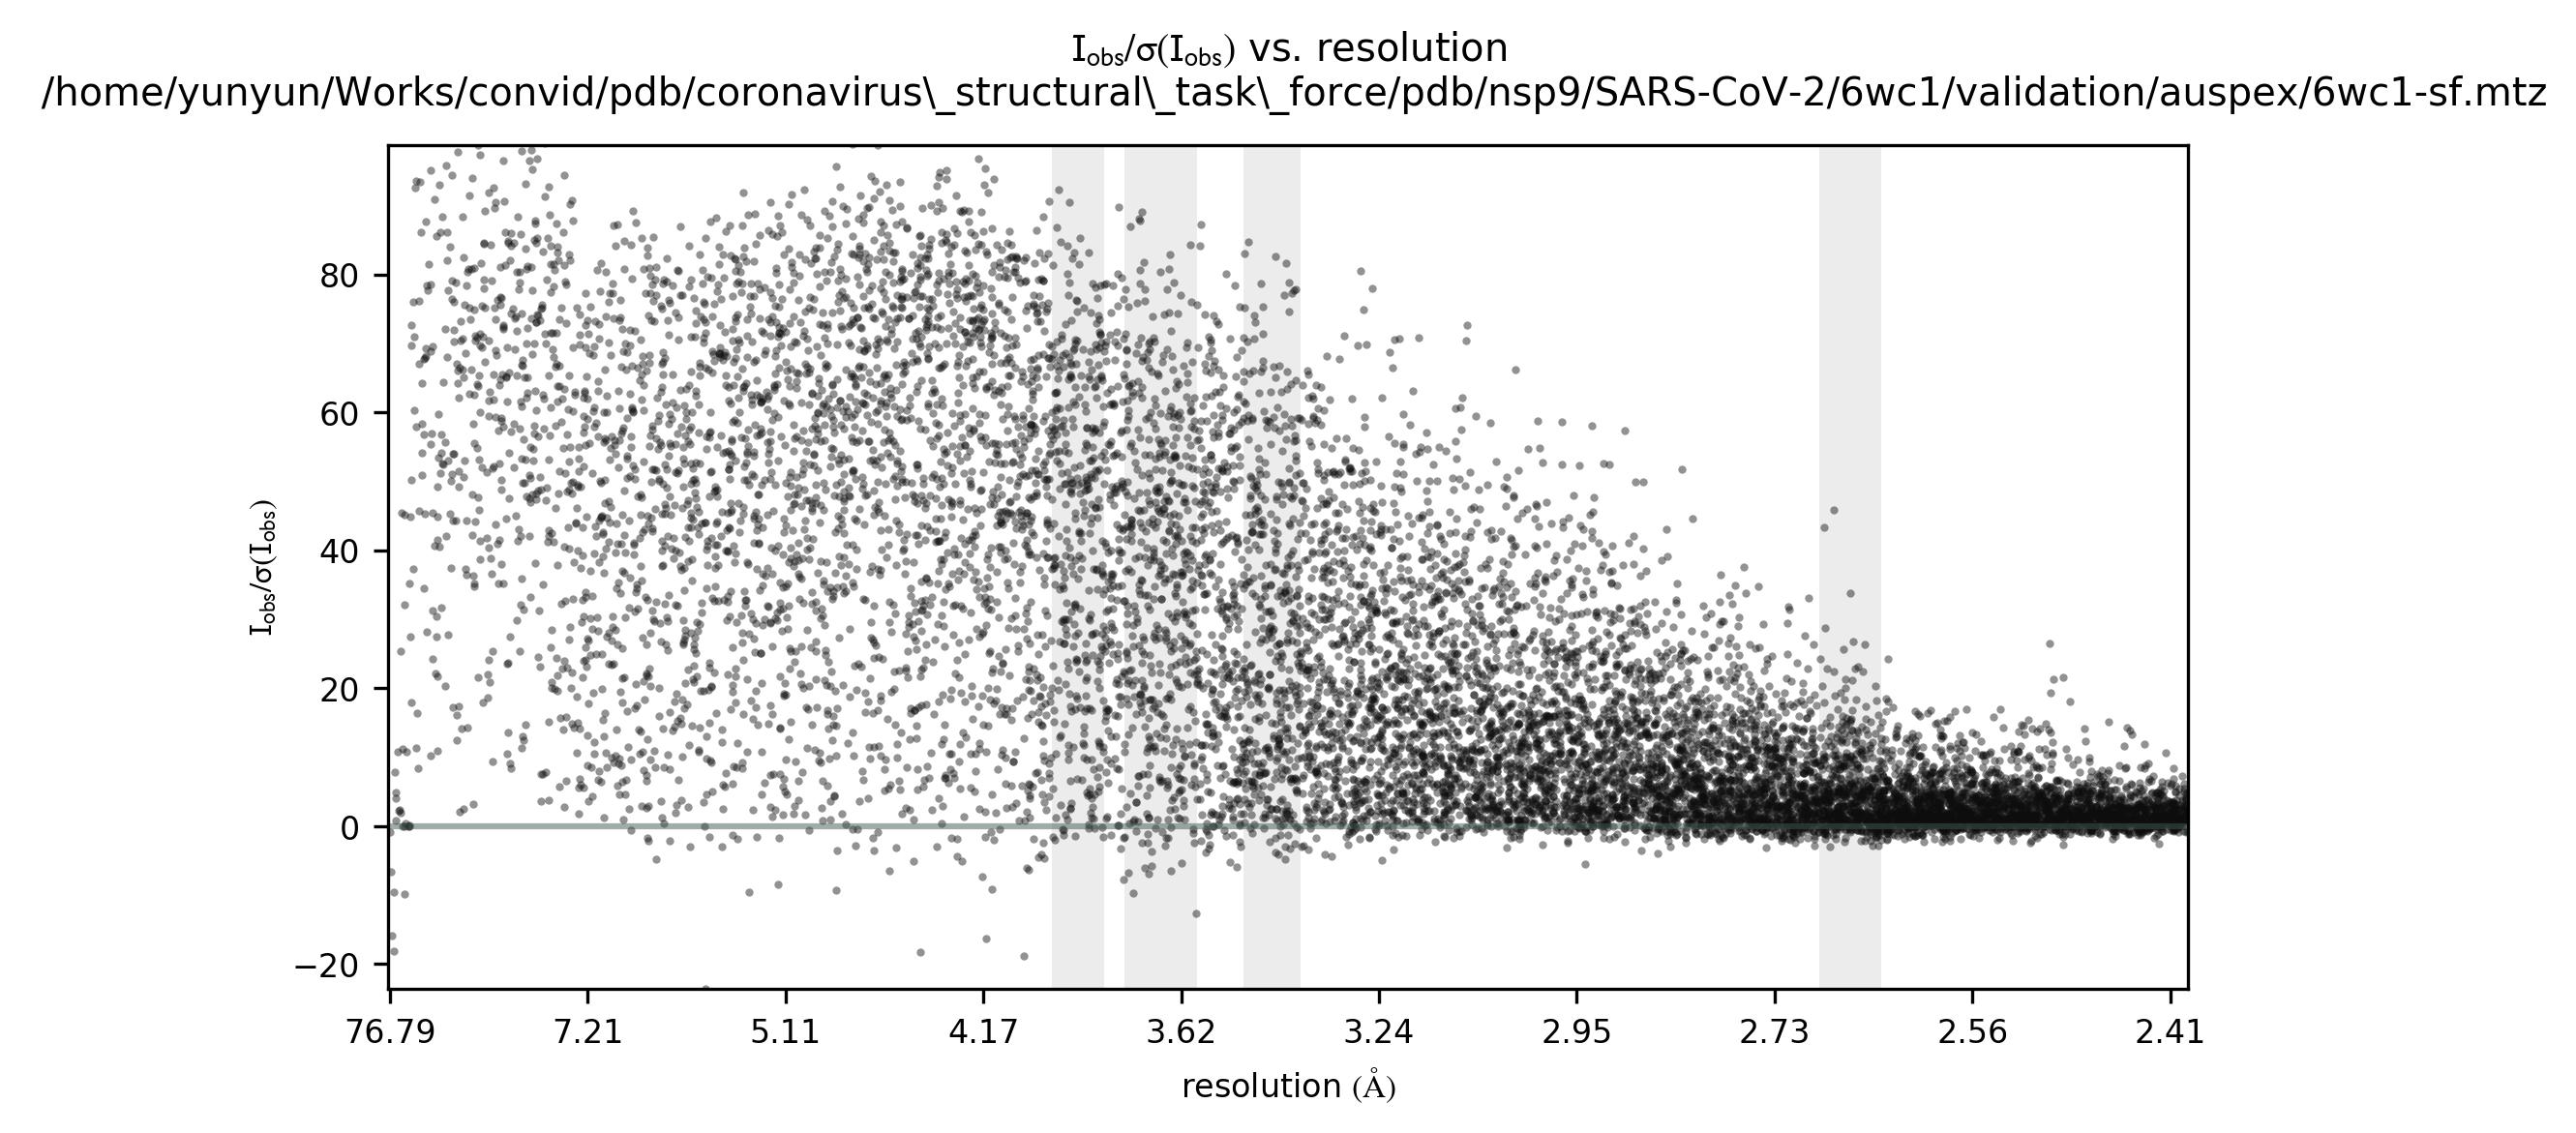 Iobs/σ(Iobs) vs. resolution
/home/yunyun/Works/convid/pdb/coronavirus\_structural\_task\_force/pdb/nsp9/SARS-CoV-2/6wc1/validation/auspex/6wc1-sf.mtz
Iobs/σ(Iobs)
80
60
40
20
0
−20
76.79 7.21 5.11 4.17 3.62 3.24 2.95 2.73 2.56 2.41
resolution (Å)